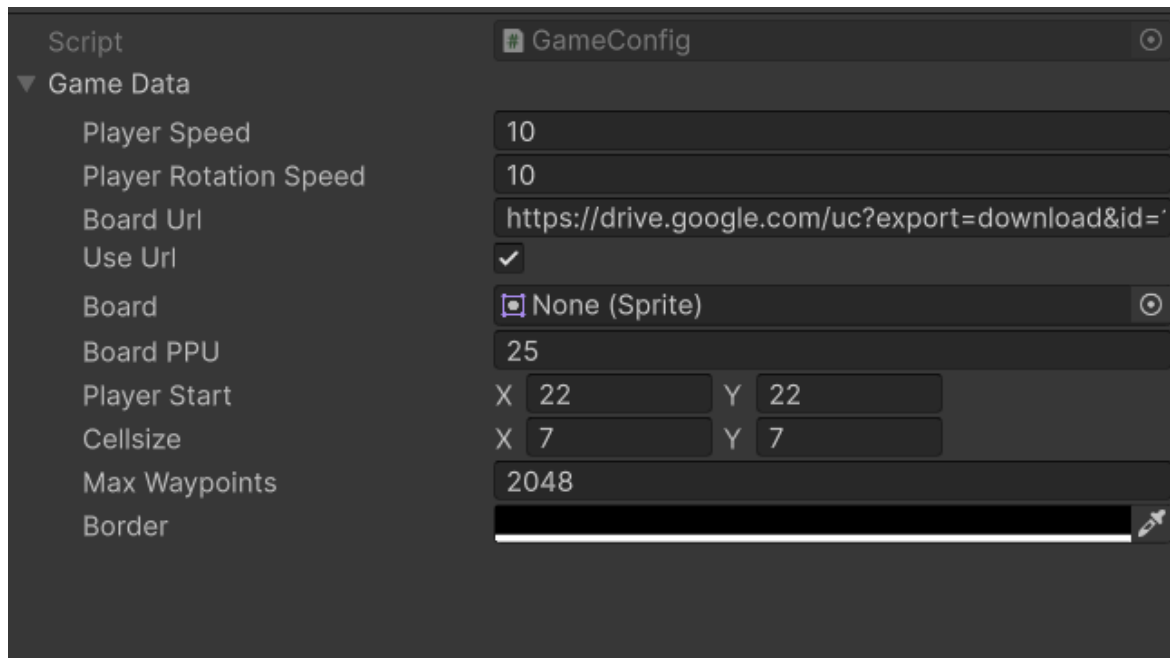 Script # GameConfig
Game Data
Player Speed 10
Player Rotation Speed 10
Board Url https://drive.google.com/uc?export=download&id=
Use Url
Board None (Sprite)
Board PPU 25
Player Start X 22 Y 22
Cellsize X 7 Y 7
Max Waypoints 2048
Border